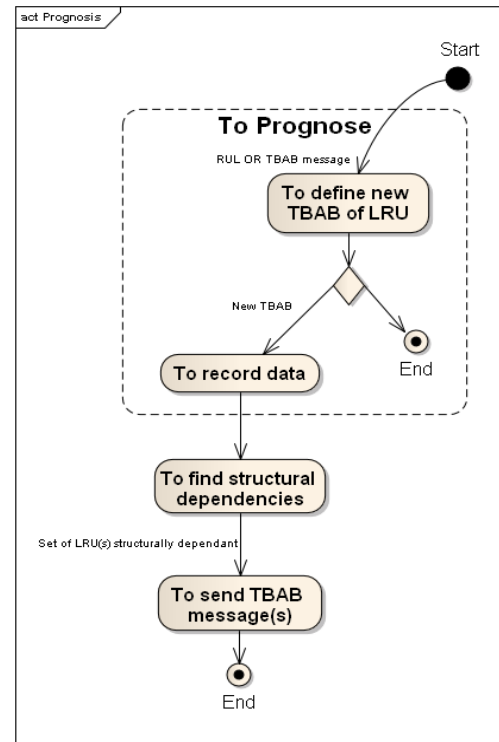 act Prognosis
Start
To Prognose
RUL OR TBAB message
To define new
TBAB of LRU
New TBAB
End
To record data
To find structural
dependencies
Set of LRU(s) structurally dependant
To send TBAB
message(s)
End